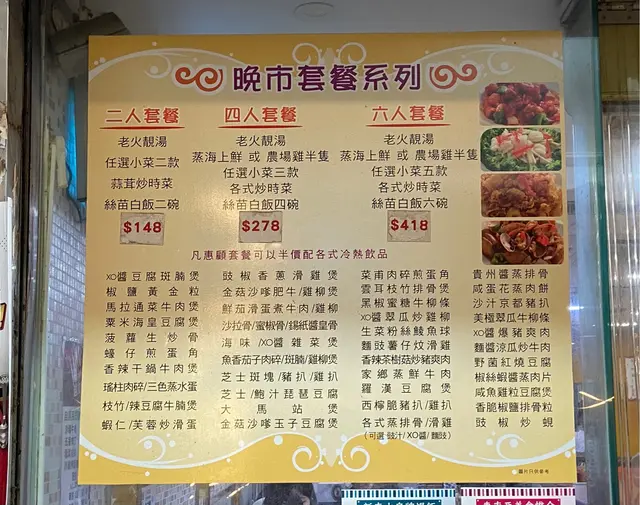 晚市套餐系列
二人套餐
老火靚湯
任選小菜二款
蒜茸炒時菜
絲苗白飯二碗
$148
四人套餐
老火靚湯
蒸海上鮮 或 農場雞半隻
任選小菜三款
各式炒時菜
絲苗白飯四碗
$278
六人套餐
老火靚湯
蒸海上鮮 或 農場雞半隻
任選小菜五款
各式炒時菜
絲苗白飯六碗
$418
凡惠顧套餐可以半價配各式冷熱飲品
XO醬豆腐斑腩煲
椒鹽黃金粒
馬拉通菜牛肉煲
粟米海皇豆腐煲
菠蘿生炒骨
蠔仔煎蛋角
香辣干鍋牛肉煲
瑤柱肉碎/三色蒸水蛋
枝竹/辣豆腐牛腩煲
蝦仁/芙蓉炒滑蛋
豉椒香蔥滑雞煲
金菇沙嗲肥牛/雞柳煲
鮮茄滑蛋煮牛肉/雞柳
沙拉骨/蜜椒骨/錫紙醬皇骨
海味/XO醬雜菜煲
魚香茄子肉碎/斑腩/雞柳煲
芝士斑塊/豬扒/雞扒
芝士/鮑汁琵琶豆腐
大馬站煲
金菇沙嗲玉子豆腐煲
菜甫肉碎煎蛋角
雲耳枝竹排骨煲
黑椒蜜糖牛柳條
XO醬翠瓜炒雞柳
生菜粉絲鯪魚球
麵豉薯仔炆滑雞
香辣茶樹菇炒豬爽肉
家鄉蒸鮮牛肉
羅漢豆腐煲
西檸脆豬扒/雞扒
各式蒸排骨/滑雞
(可選 豉汁/XO醬/麵豉)
貴州醬蒸排骨
咸蛋花蒸肉餅
沙汁京都豬扒
美極翠瓜牛柳條
XO醬爆豬爽肉
麵醬涼瓜炒牛肉
野菌紅燒豆腐
椒絲蝦醬蒸肉片
咸魚雞粒豆腐煲
香脆椒鹽排骨粒
豉椒炒蜆
圖片只供參考